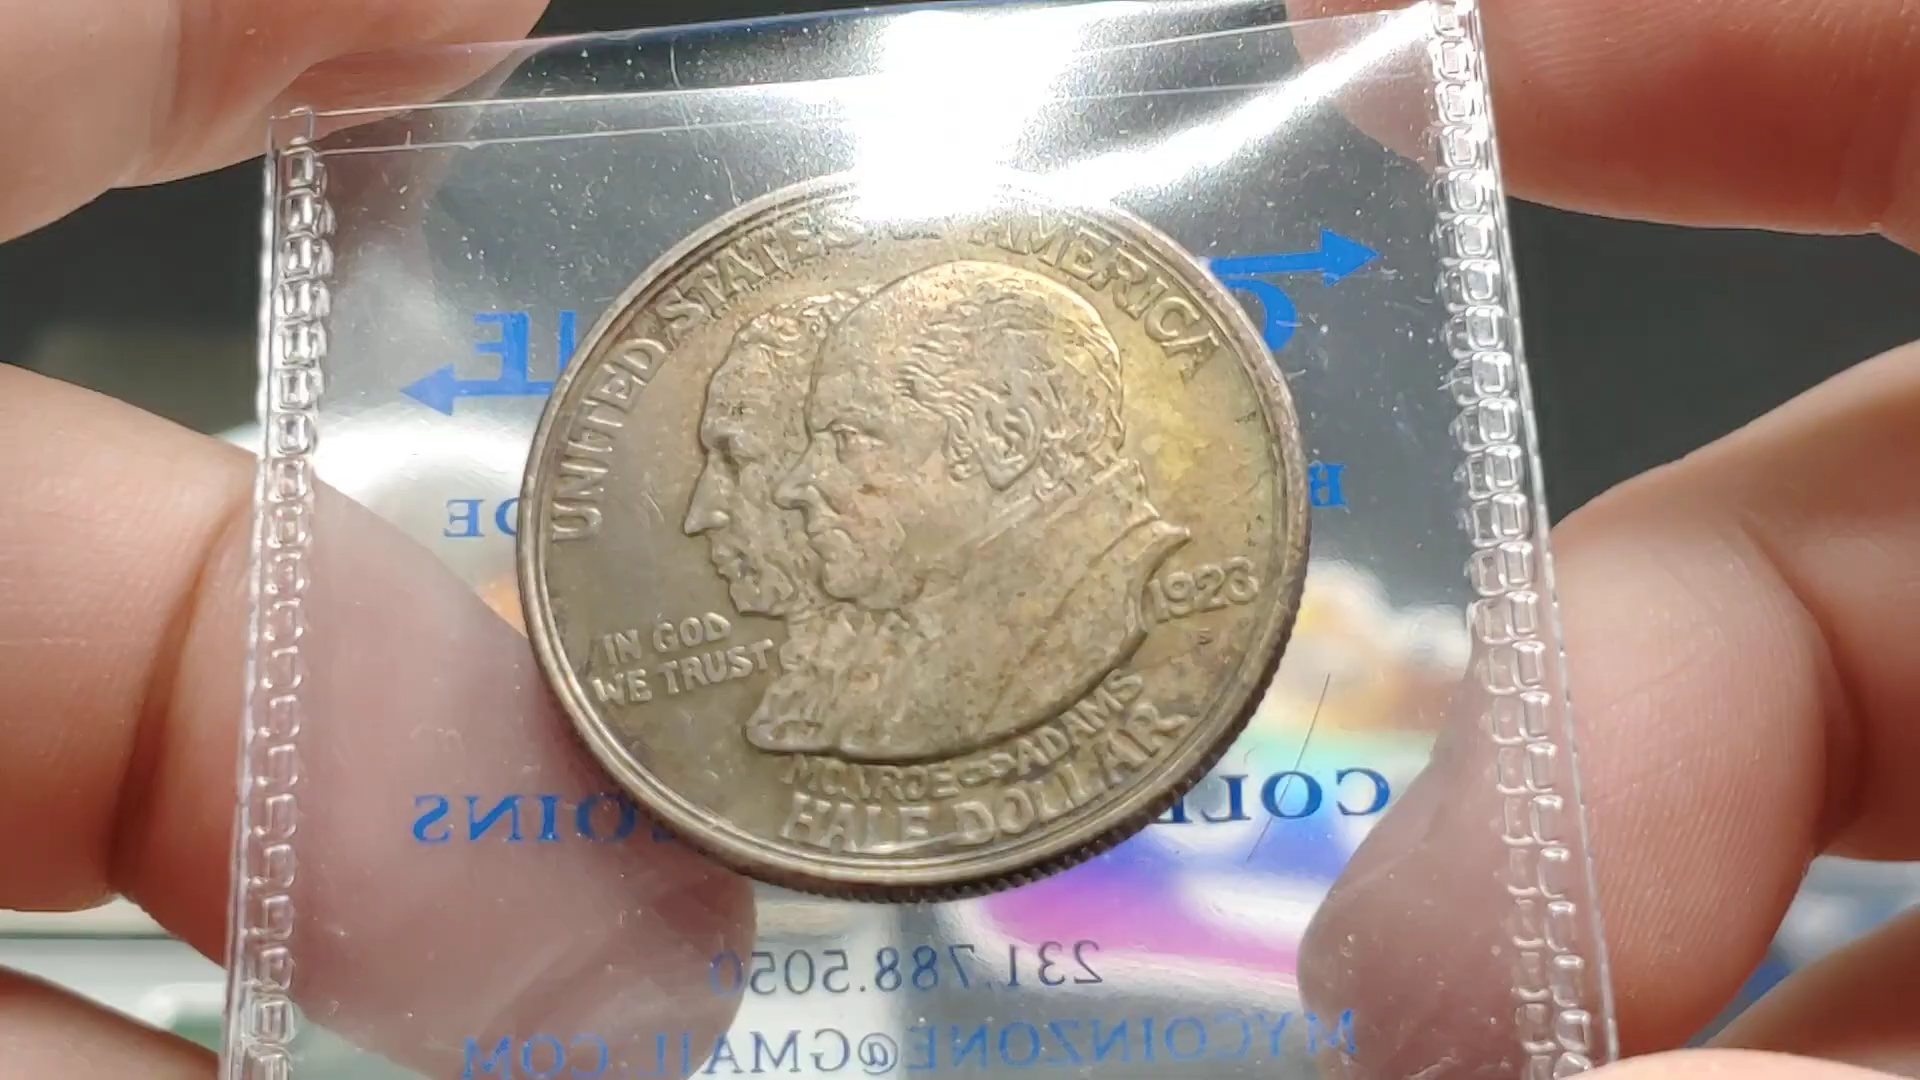 UNITED STATES OF AMERICA
IN GOD
WE TRUST
1923
S
MONROE ADAMS
HALF DOLLAR
COINS
231.788.5050
MYCOINZONE@GMAIL.COM